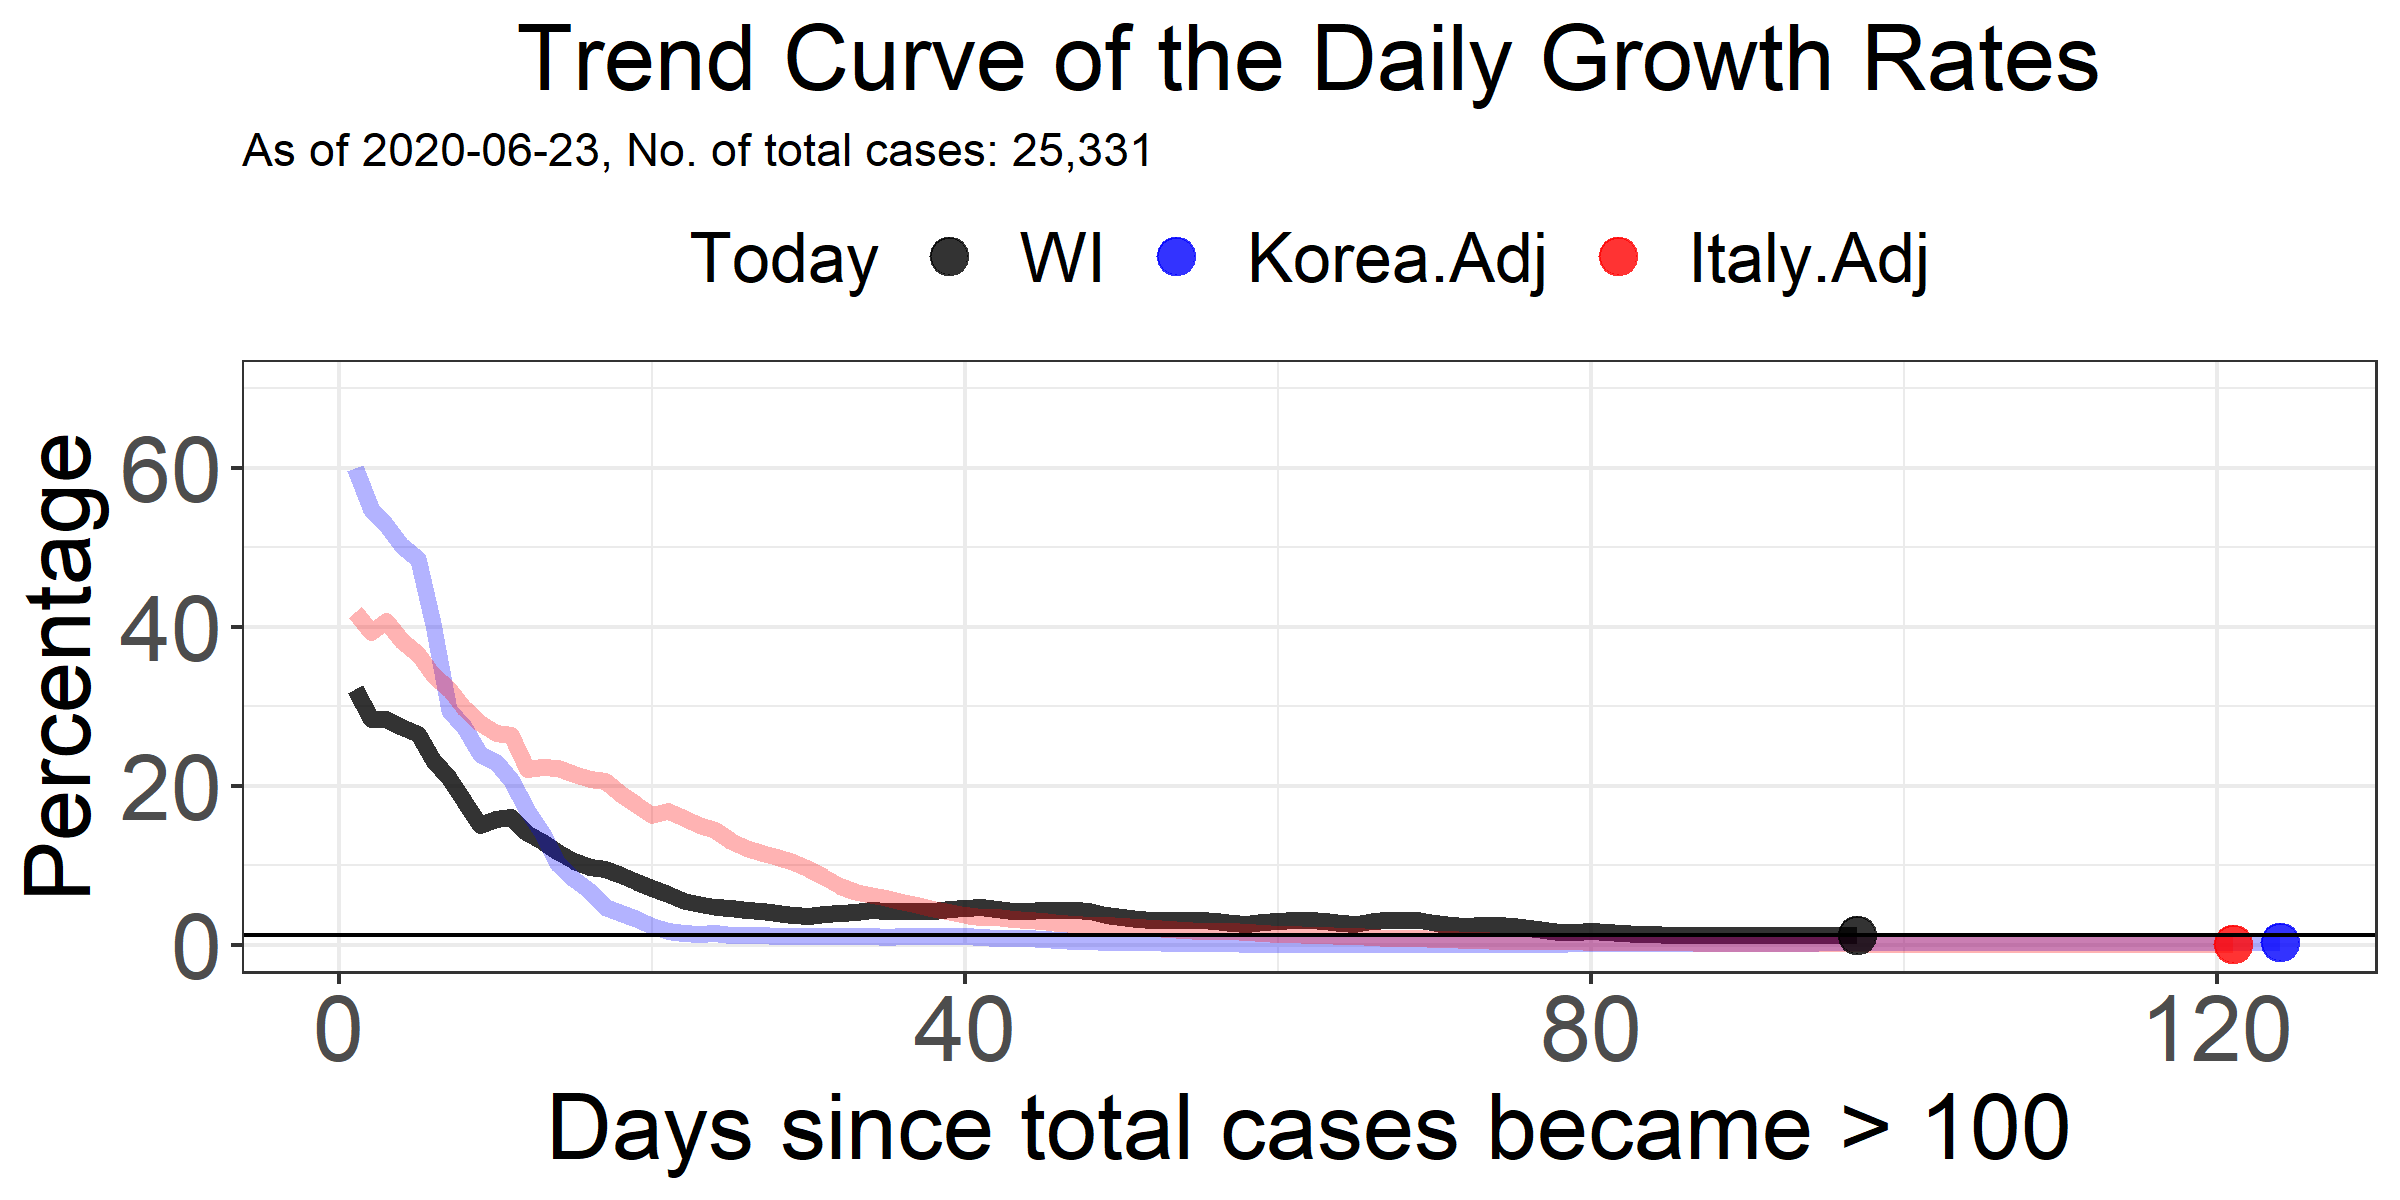 Trend Curve of the Daily Growth Rates
As of 2020-06-23, No. of total cases: 25,331
Today WI Korea.Adj Italy.Adj
Percentage
60
40
20
0
0 40 80 120
Days since total cases became > 100